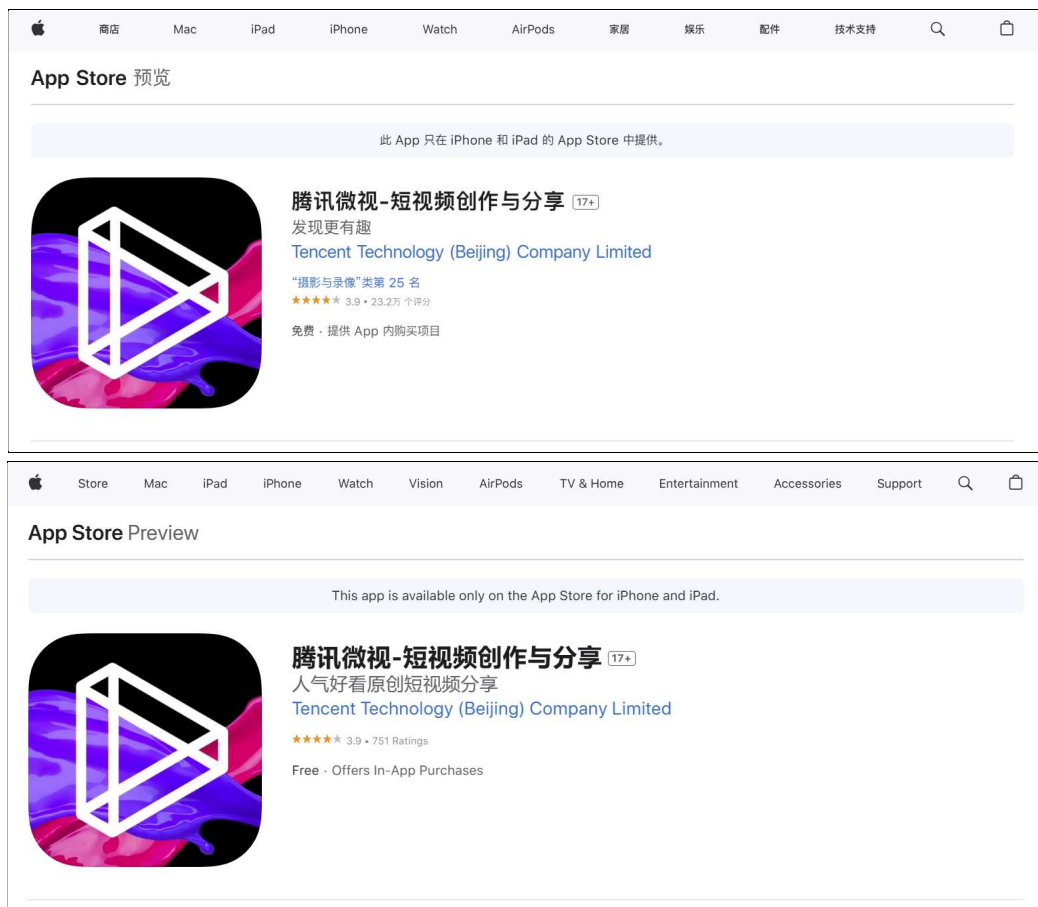 商店 Mac iPad iPhone Watch AirPods 家居 娱乐 配件 技术支持
App Store 预览
此 App 只在 iPhone 和 iPad 的 App Store 中提供。
腾讯微视-短视频创作与分享 17+
发现更有趣
Tencent Technology (Beijing) Company Limited
“摄影与录像”类第 25 名
★★★★★ 3.9 • 23.2万 个评分
免费 · 提供 App 内购买项目
Store Mac iPad iPhone Watch Vision AirPods TV & Home Entertainment Accessories Support
App Store Preview
This app is available only on the App Store for iPhone and iPad.
腾讯微视-短视频创作与分享 17+
人气好看原创短视频分享
Tencent Technology (Beijing) Company Limited
★★★★★ 3.9 • 751 Ratings
Free · Offers In-App Purchases